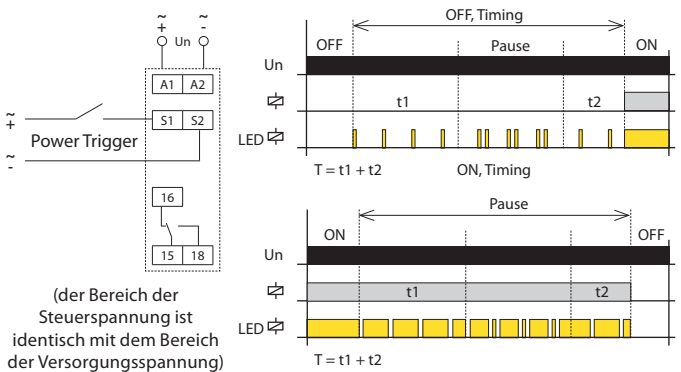 ~
+
Un
~
-
A1 A2
S1 S2
~
+
Power Trigger
~
-
16
15 18
(der Bereich der
Steuerspannung ist
identisch mit dem Bereich
der Versorgungsspannung)
OFF, Timing
OFF Pause ON
Un
t1 t2
LED
T = t1 + t2
ON, Timing
Pause
ON OFF
Un
t1 t2
LED
T = t1 + t2